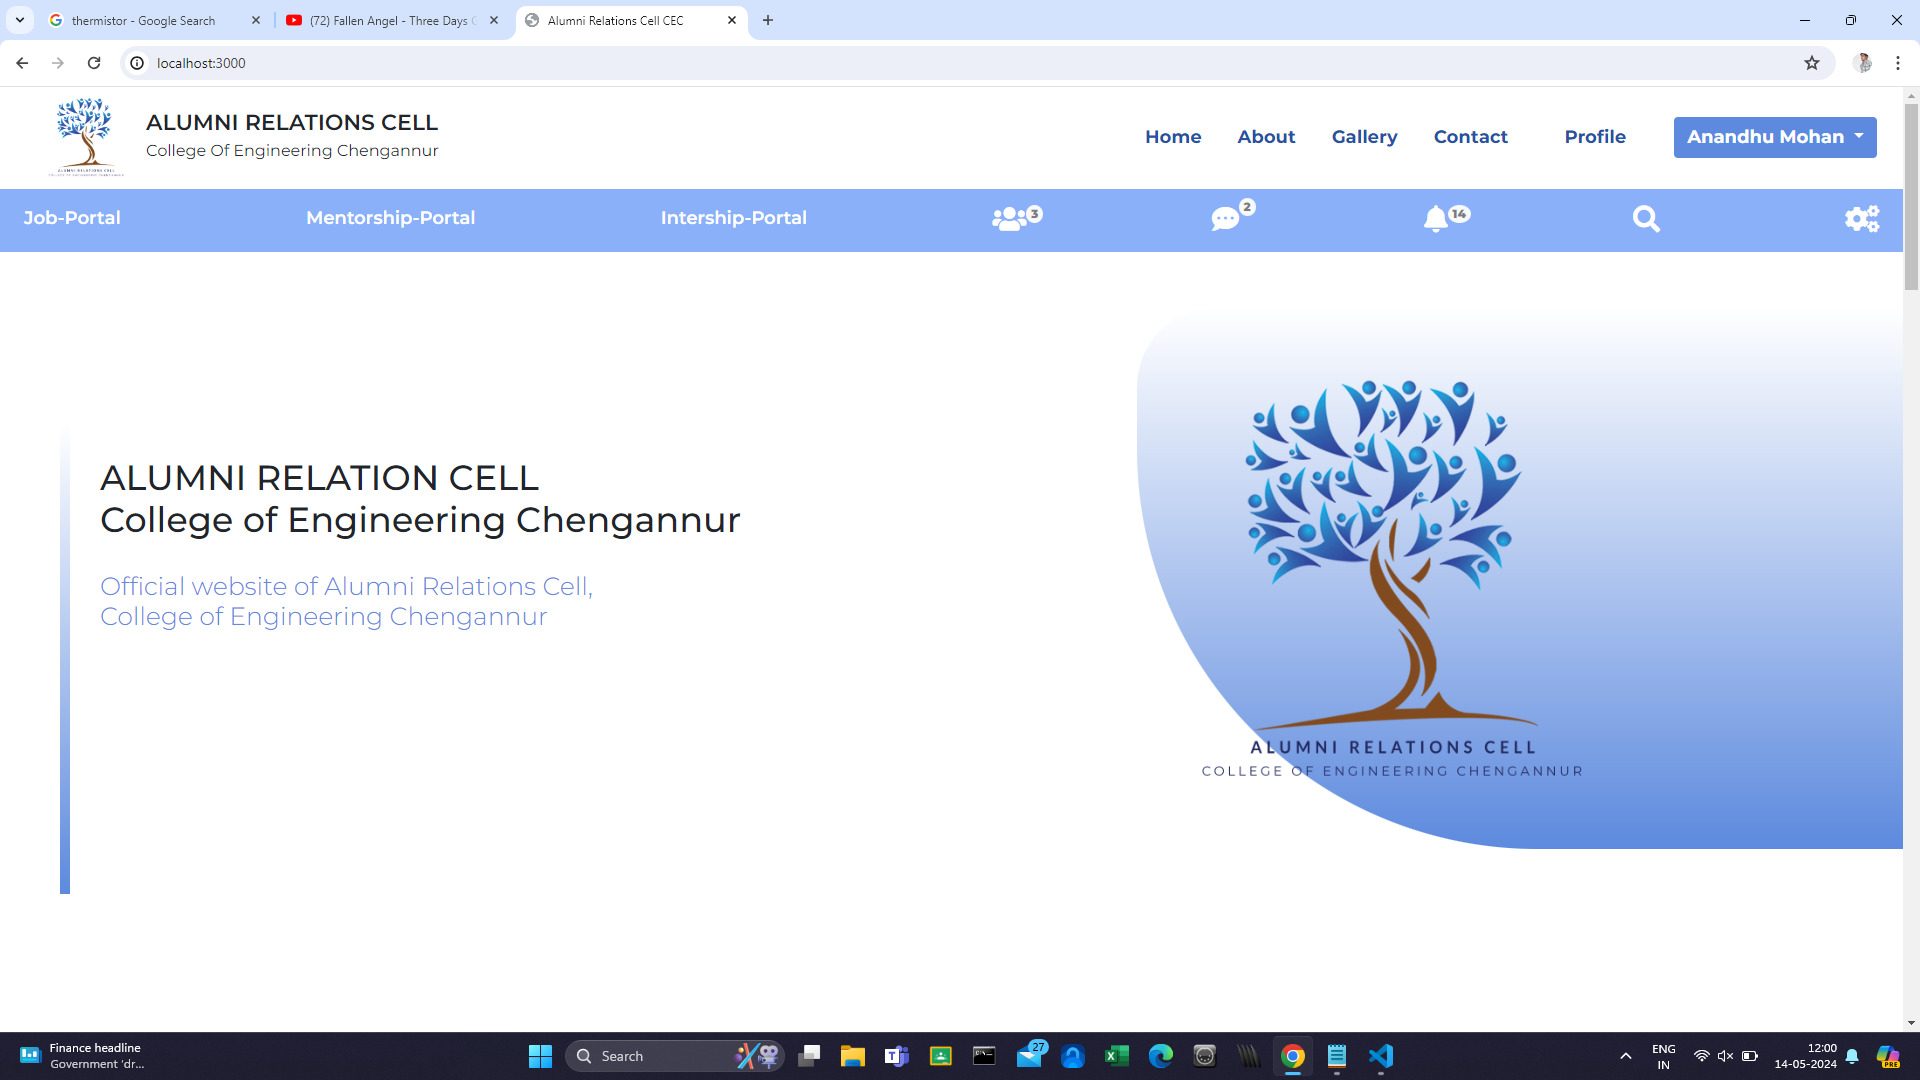 thermistor - Google Search
(72) Fallen Angel - Three Days
Alumni Relations Cell CEC
localhost:3000
ALUMNI RELATIONS CELL
College Of Engineering Chengannur
Home About Gallery Contact Profile Anandhu Mohan
Job-Portal Mentorship-Portal Intership-Portal 3 2 14
ALUMNI RELATION CELL
College of Engineering Chengannur
Official website of Alumni Relations Cell,
College of Engineering Chengannur
ALUMNI RELATIONS CELL
COLLEGE OF ENGINEERING CHENGANNUR
Finance headline
Government 'dr...
Search
27
ENG
IN
12:00
14-05-2024
PRE